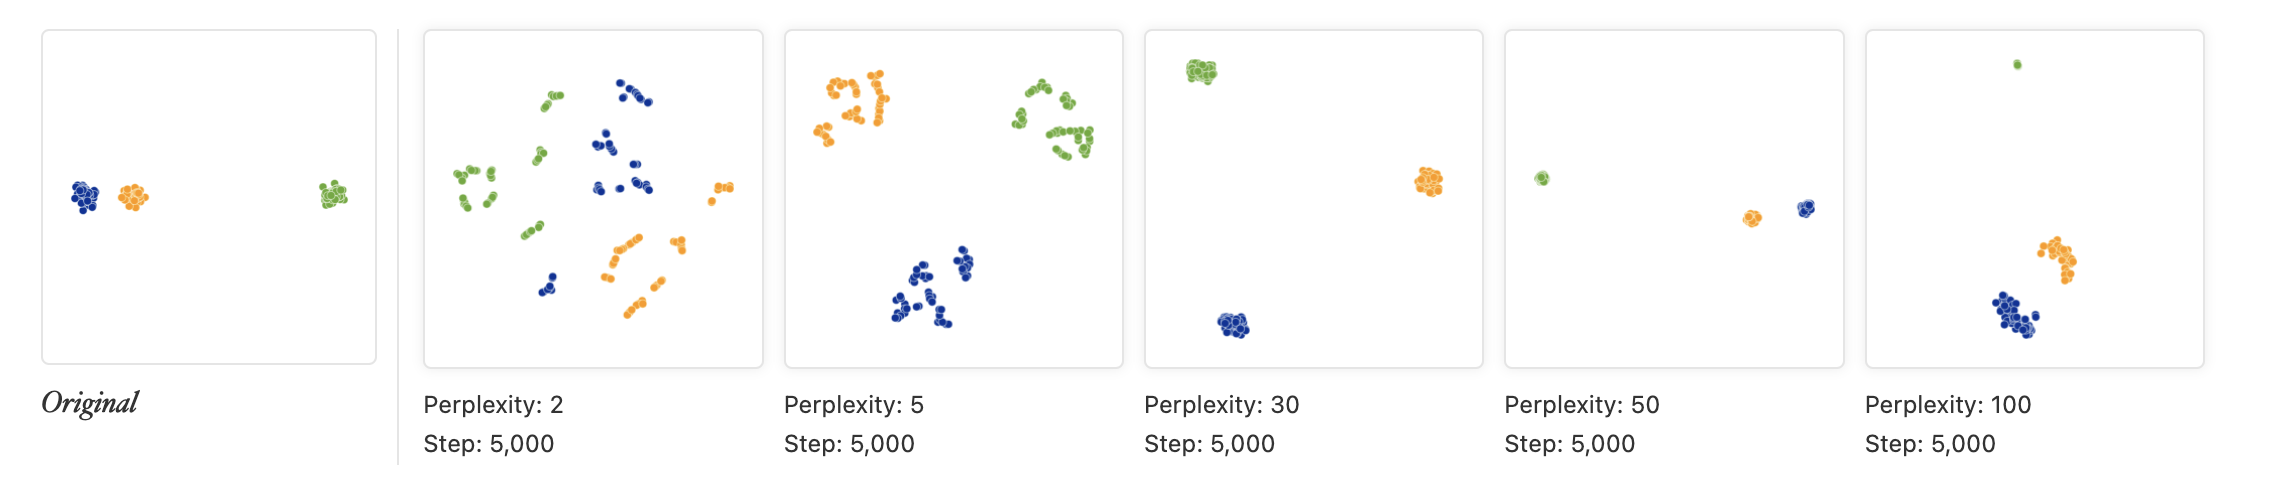 Original
Perplexity: 2
Step: 5,000
Perplexity: 5
Step: 5,000
Perplexity: 30
Step: 5,000
Perplexity: 50
Step: 5,000
Perplexity: 100
Step: 5,000